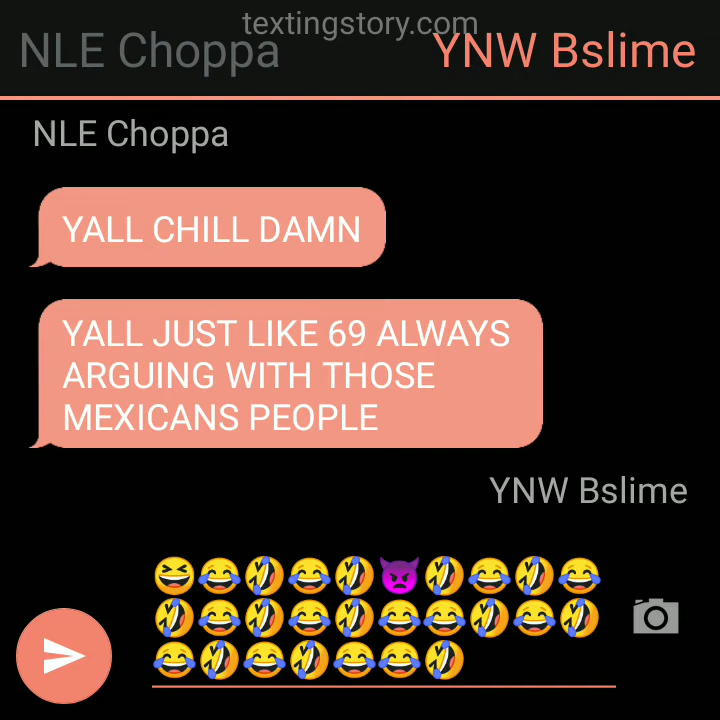 textingstory.com
NLE Choppa
YNW Bslime
NLE Choppa
YALL CHILL DAMN
YALL JUST LIKE 69 ALWAYS
ARGUING WITH THOSE
MEXICANS PEOPLE
YNW Bslime
😆😂🤣😂🤣👿🤣😂🤣😂
🤣😂🤣😂🤣😂😂🤣😂🤣
😂🤣😂🤣😂😂🤣